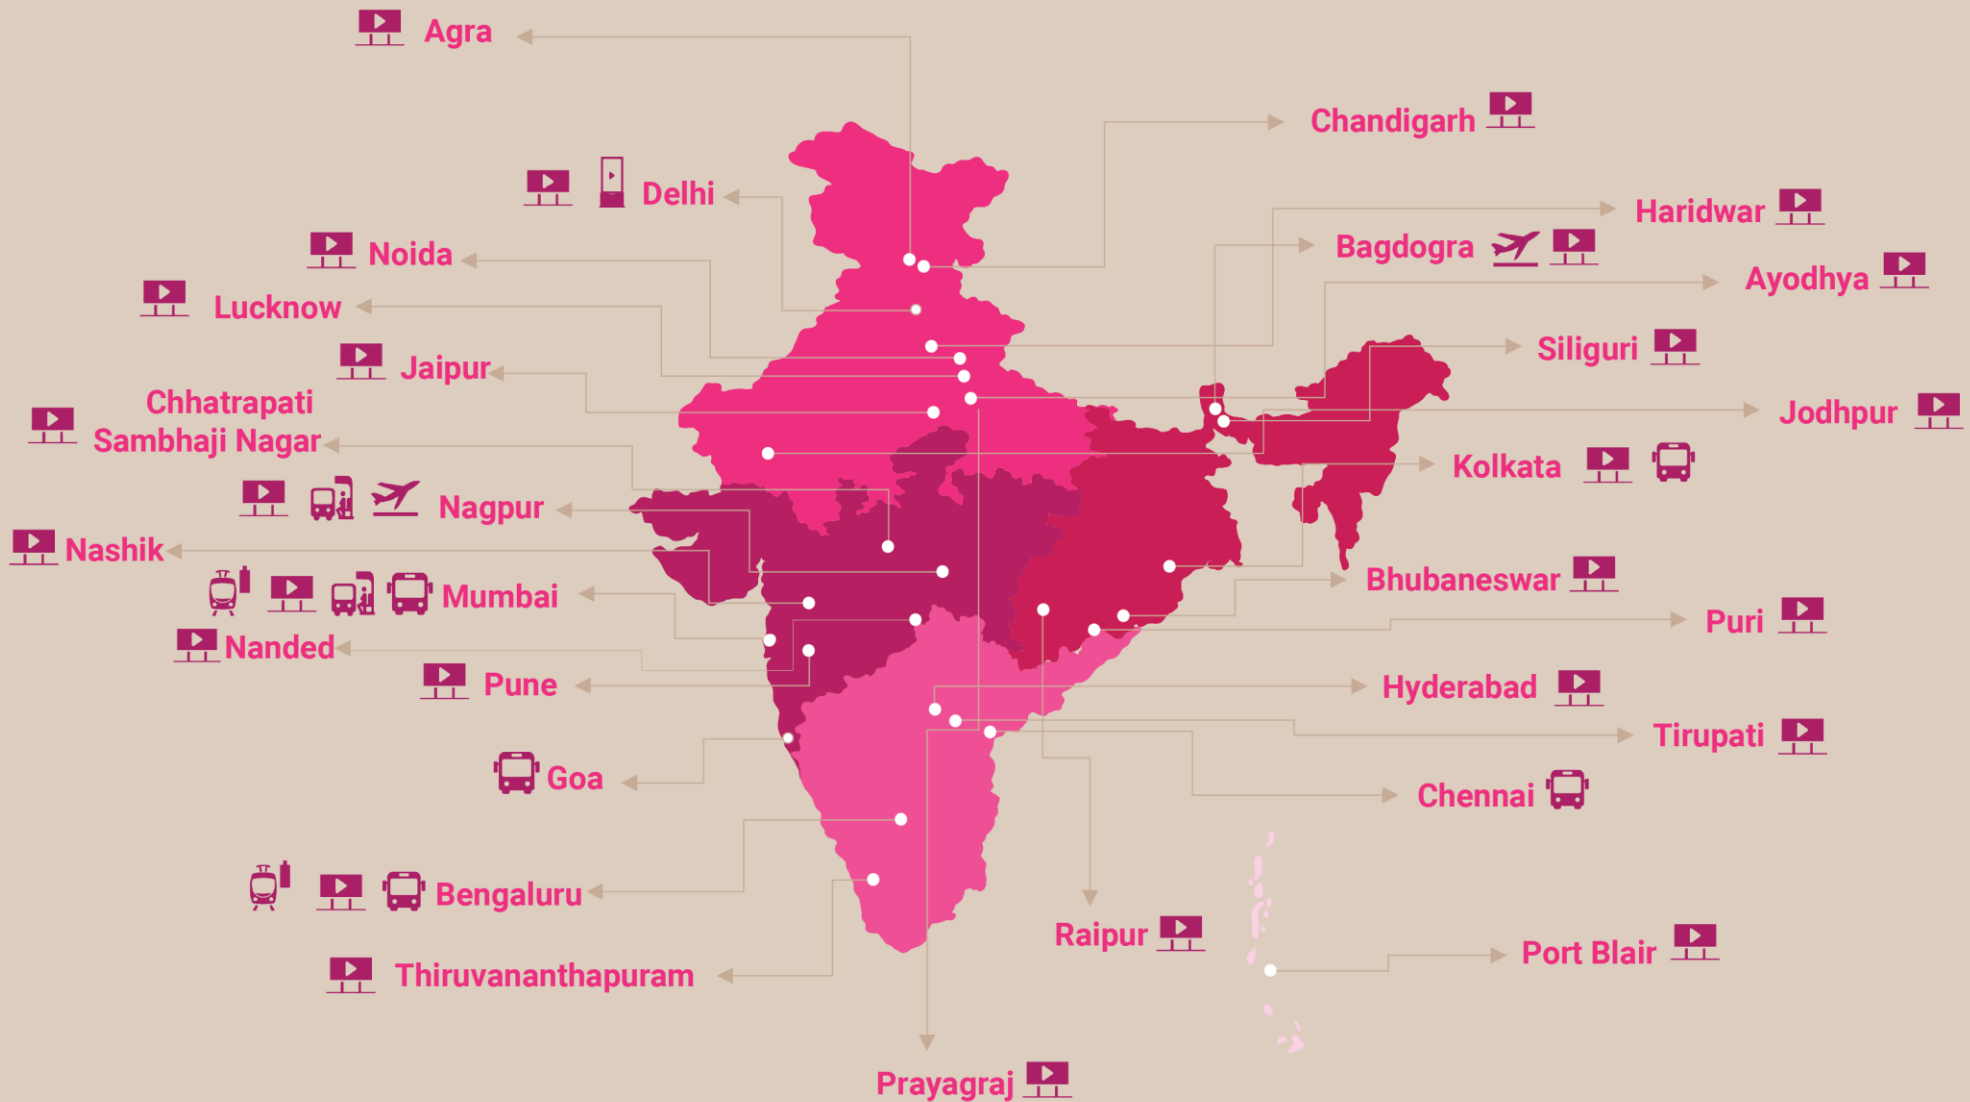 Agra
Chandigarh
Delhi
Haridwar
Noida
Bagdogra
Ayodhya
Lucknow
Siliguri
Jaipur
Chhatrapati
Sambhaji Nagar
Jodhpur
Kolkata
Nagpur
Nashik
Bhubaneswar
Mumbai
Puri
Nanded
Pune
Hyderabad
Tirupati
Goa
Chennai
Bengaluru
Raipur
Port Blair
Thiruvananthapuram
Prayagraj